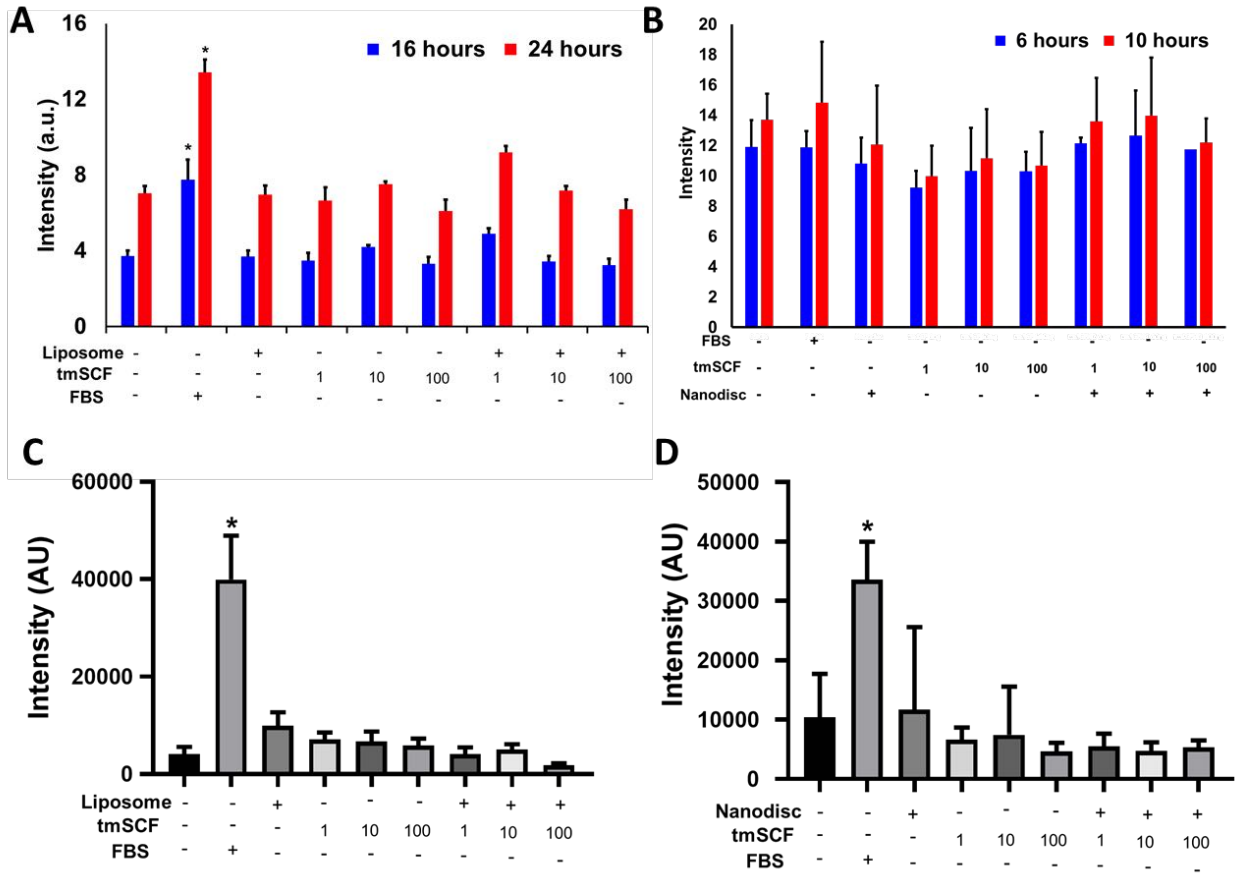 A
16
12
8
4
0
Intensity (a.u.)
16 hours 24 hours
* *
Liposome - - + - - - + + +
tmSCF - - - 1 10 100 1 10 100
FBS - + - - - - - - -
B
20
18
16
14
12
10
8
6
4
2
0
Intensity
6 hours 10 hours
FBS - + - - - - - - -
tmSCF - - - 1 10 100 1 10 100
Nanodisc - - + - - - + + +
C
60000
40000
20000
0
Intensity (AU)
*
Liposome - - + - - - + + +
tmSCF - - - 1 10 100 1 10 100
FBS - + - - - - - - -
D
50000
40000
30000
20000
10000
0
Intensity (AU)
*
Nanodisc - - + - - - + + +
tmSCF - - - 1 10 100 1 10 100
FBS - + - - - - - - -